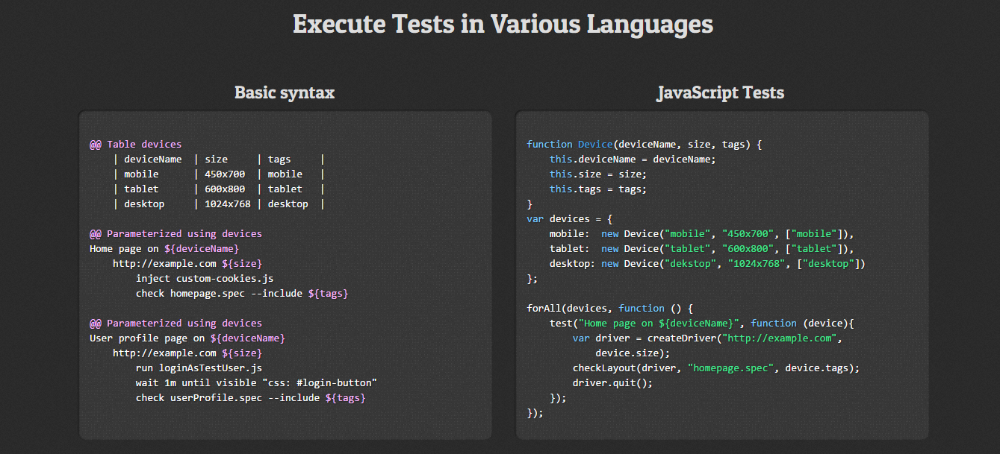 Execute Tests in Various Languages
Basic syntax
@@ Table devices
    | deviceName  | size     | tags     |
    | mobile      | 450x700  | mobile   |
    | tablet      | 600x800  | tablet   |
    | desktop     | 1024x768 | desktop  |
@@ Parameterized using devices
Home page on ${deviceName}
    http://example.com ${size}
        inject custom-cookies.js
        check homepage.spec --include ${tags}
@@ Parameterized using devices
User profile page on ${deviceName}
    http://example.com ${size}
        run loginAsTestUser.js
        wait 1m until visible "css: #login-button"
        check userProfile.spec --include ${tags}
JavaScript Tests
function Device(deviceName, size, tags) {
    this.deviceName = deviceName;
    this.size = size;
    this.tags = tags;
}
var devices = {
    mobile:  new Device("mobile", "450x700", ["mobile"]),
    tablet:  new Device("tablet", "600x800", ["tablet"]),
    desktop: new Device("dekstop", "1024x768", ["desktop"])
};
forAll(devices, function () {
    test("Home page on ${deviceName}", function (device){
        var driver = createDriver("http://example.com",
            device.size);
        checkLayout(driver, "homepage.spec", device.tags);
        driver.quit();
    });
});